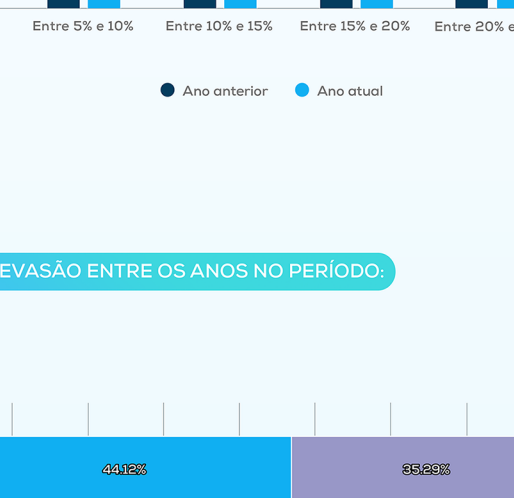 Entre 5% e 10% Entre 10% e 15% Entre 15% e 20% Entre 20% e
Ano anterior Ano atual
EVASÃO ENTRE OS ANOS NO PERÍODO:
44.12% 35.29%